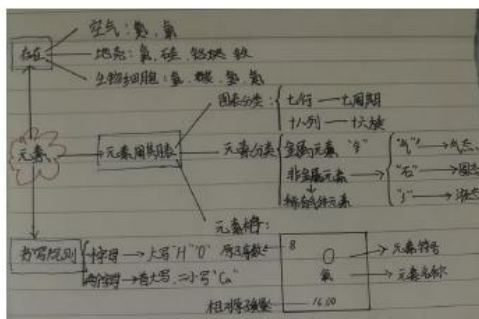 空气：氮、氧
存在
地壳：氧、硅、铝、铁
生物细胞：氧、碳、氢、氮
图表分类：
七行——七周期
十八列——十六族
元素
元素周期表
元素分类
金属元素 "钅"
非金属元素
"气"→气态
"石"→固态
"氵"→液态
稀有气体元素
元素
书写规则
一个字母→大写"H""O"
两个字母→首大写、二小写"Ca"
原子序数
8
O
氧
16.00
元素符号
元素名称
相对原子质量